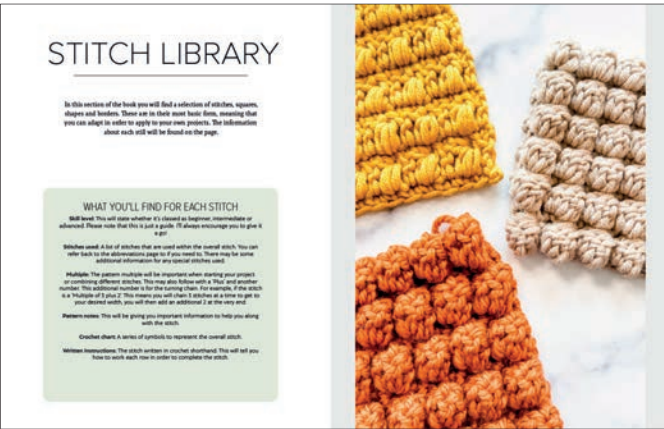 STITCH LIBRARY
In this section of the book you will find a selection of stitches, squares,
shapes and borders. These are in their most basic form, meaning that
you can adapt in order to apply to your own projects. The information
about each still will be found on the page.
WHAT YOU'LL FIND FOR EACH STITCH
Skill level: This will state whether it's classed as beginner, intermediate or
advanced. Please note that this is just a guide. I'll always encourage you to give it
a go!
Stitches used: A list of stitches that are used within the overall stitch. You can
refer back to the abbreviations page to if you need to. There may be some
additional information for any special stitches used.
Multiple: The pattern multiple will be important when starting your project
or combining different stitches. This may also follow with a 'Plus' and another
number. This additional number is for the turning chain. For example, if the stitch
is a 'Multiple of 5 plus 2'. This means you will chain 5 stitches at a time to get to
your desired width, you will then add an additional 2 at the very end.
Pattern notes: This will be giving you important information to help you along
with the stitch.
Crochet chart: A series of symbols to represent the overall stitch.
Written instructions: The stitch written in crochet shorthand. This will tell you
how to work each row in order to complete the stitch.